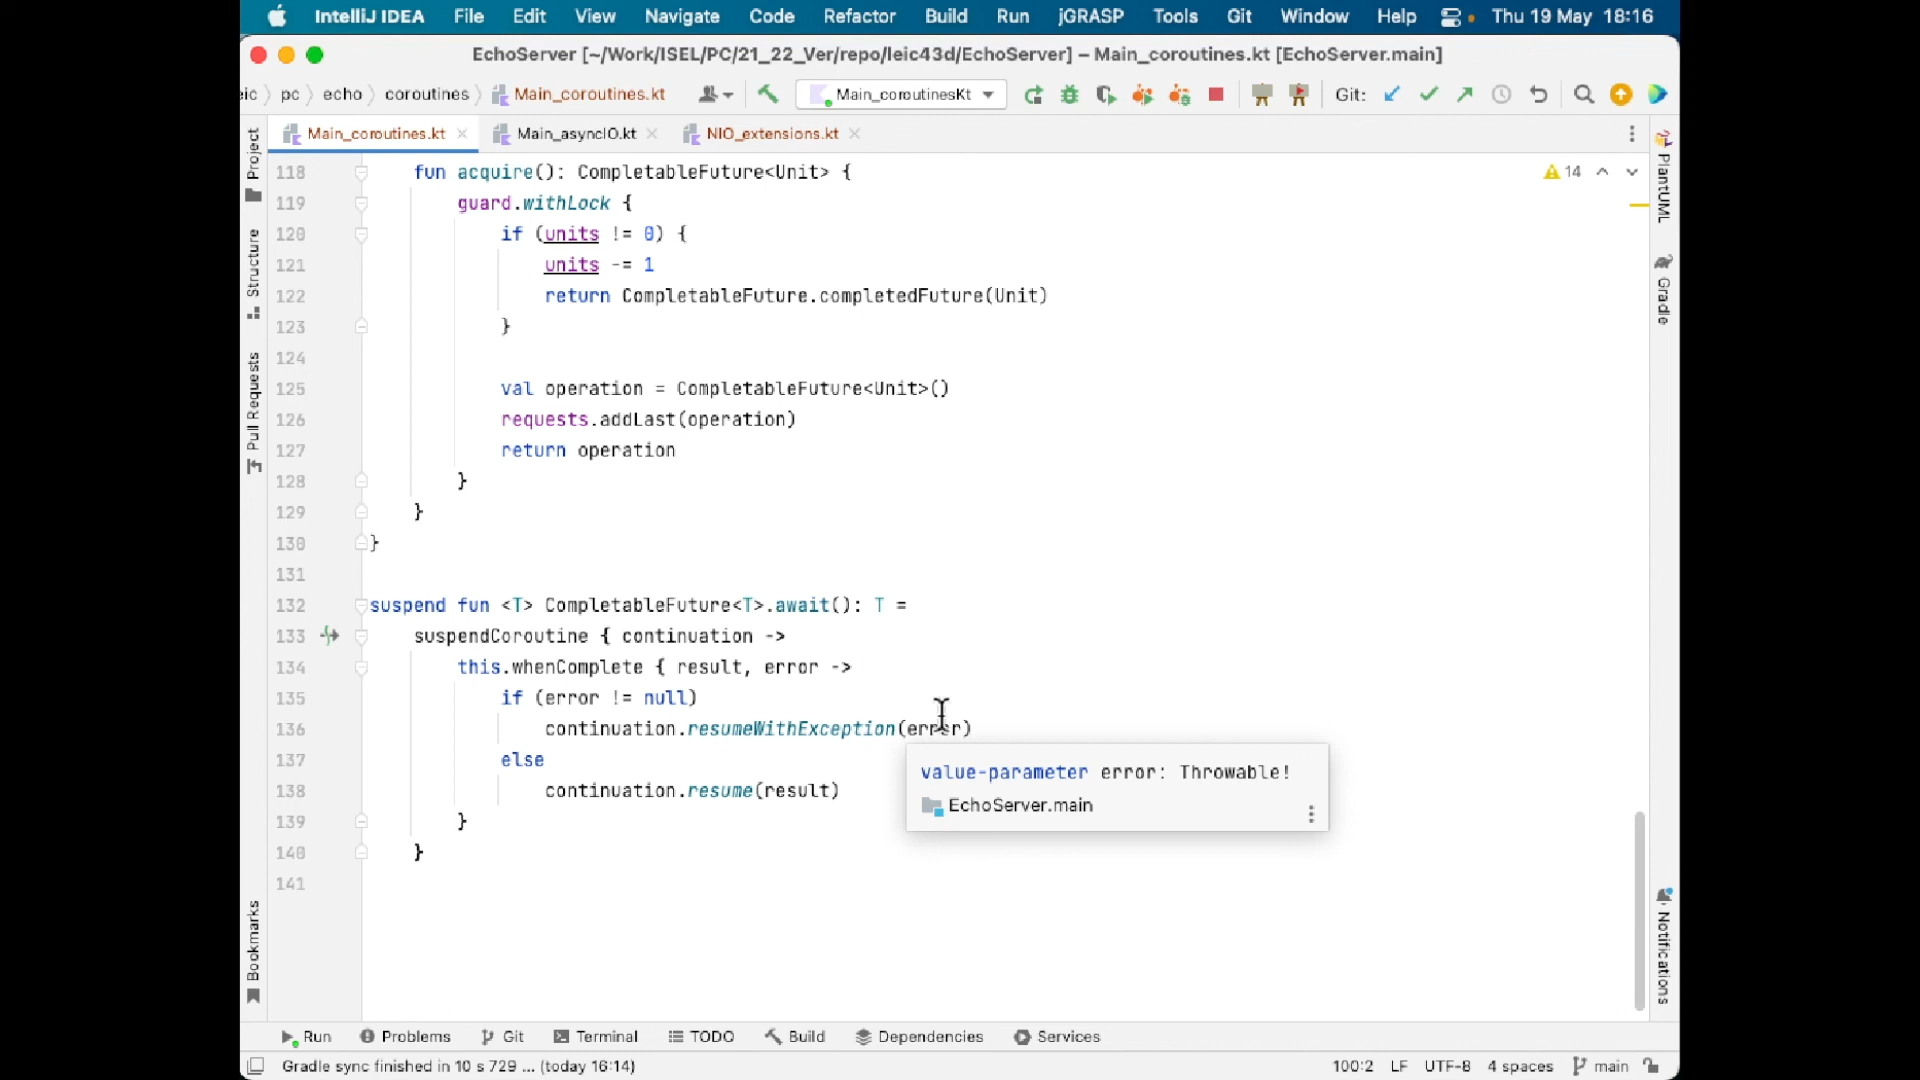 IntelliJ IDEA File Edit View Navigate Code Refactor Build Run jGRASP Tools Git Window Help Thu 19 May 18:16
EchoServer [~/Work/ISEL/PC/21_22_Ver/repo/leic43d/EchoServer] – Main_coroutines.kt [EchoServer.main]
eic pc echo coroutines Main_coroutines.kt Main_coroutinesKt Git:
Main_coroutines.kt Main_asyncIO.kt NIO_extensions.kt
Project
Structure
Pull Requests
Bookmarks
118 fun acquire(): CompletableFuture<Unit> {
119 guard.withLock {
120 if (units != 0) {
121 units -= 1
122 return CompletableFuture.completedFuture(Unit)
123 }
124
125 val operation = CompletableFuture<Unit>()
126 requests.addLast(operation)
127 return operation
128 }
129 }
130 }
131
132 suspend fun <T> CompletableFuture<T>.await(): T =
133 suspendCoroutine { continuation ->
134 this.whenComplete { result, error ->
135 if (error != null)
136 continuation.resumeWithException(error)
137 else
138 continuation.resume(result)
139 }
140 }
141
value-parameter error: Throwable!
EchoServer.main
14
PlantUML
Gradle
Notifications
Run Problems Git Terminal TODO Build Dependencies Services
Gradle sync finished in 10 s 729 ... (today 16:14) 100:2 LF UTF-8 4 spaces main